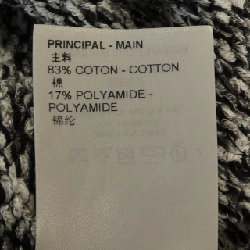 PRINCIPAL - MAIN
主料
83% COTON - COTTON
棉
17% POLYAMIDE -
POLYAMIDE
锦纶